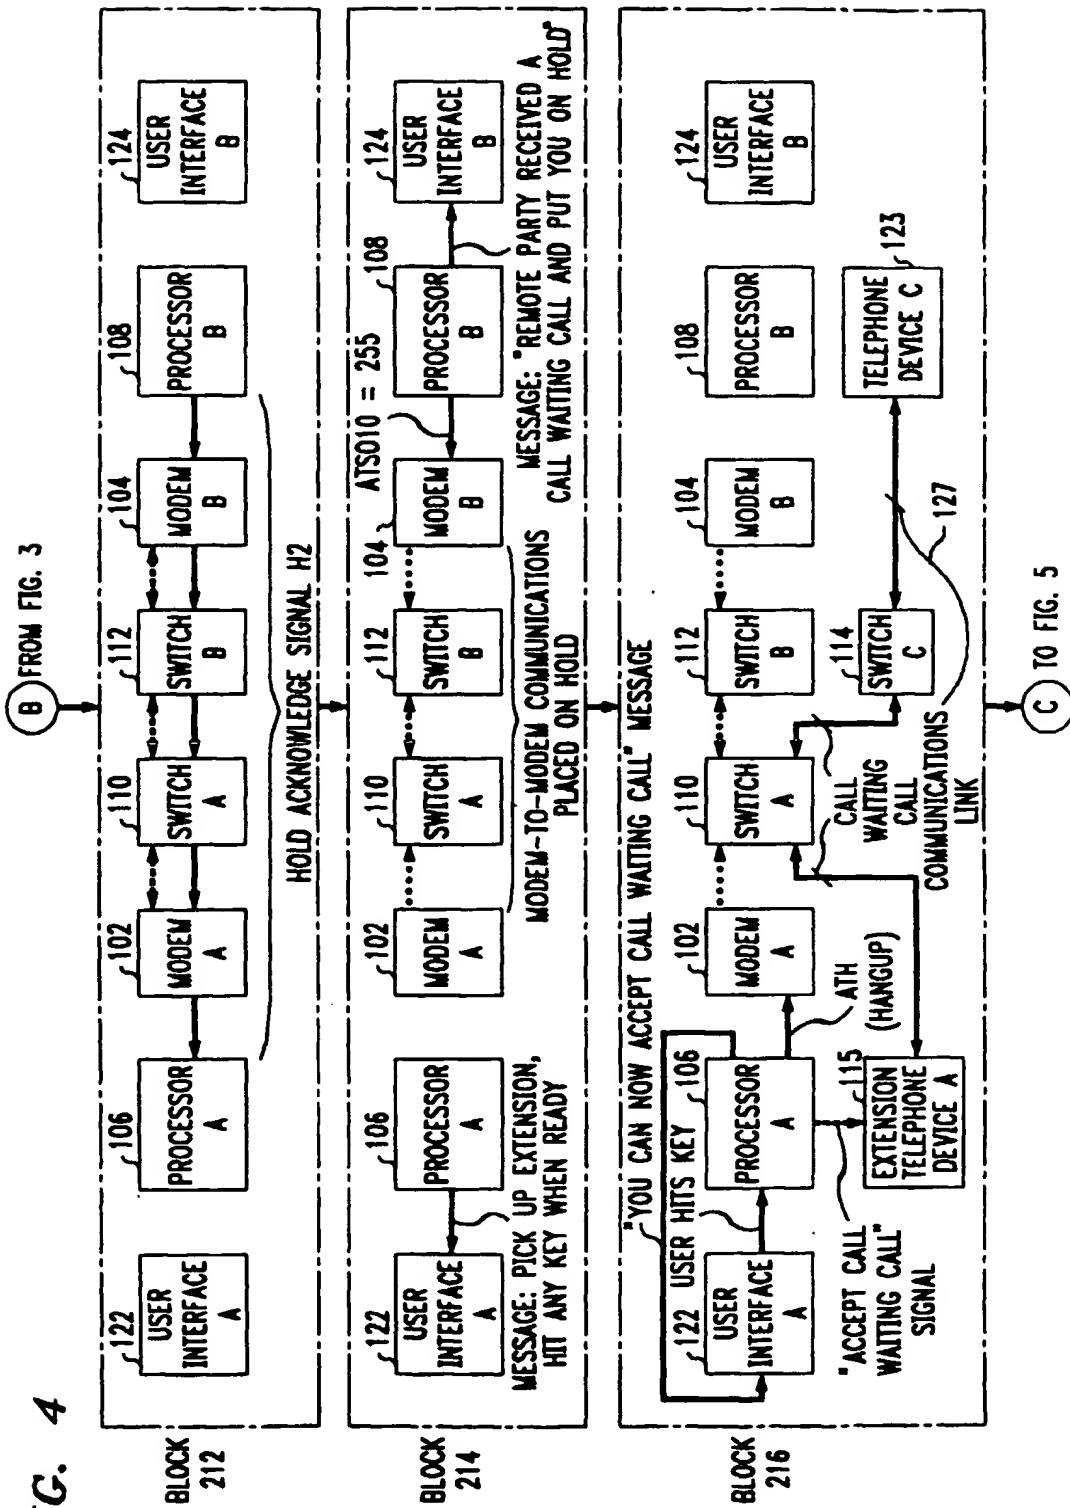 FIG. 4
B FROM FIG. 3
BLOCK
212
122
USER
INTERFACE
A
106
PROCESSOR
A
102
MODEM
A
110
SWITCH
A
112
SWITCH
B
104
MODEM
B
108
PROCESSOR
B
124
USER
INTERFACE
B
HOLD ACKNOWLEDGE SIGNAL H2
BLOCK
214
122
USER
INTERFACE
A
106
PROCESSOR
A
102
MODEM
A
110
SWITCH
A
112
SWITCH
B
104
MODEM
B
ATSO10 = 255
108
PROCESSOR
B
124
USER
INTERFACE
B
MESSAGE: PICK UP EXTENSION,
HIT ANY KEY WHEN READY
MODEM-TO-MODEM COMMUNICATIONS
PLACED ON HOLD
MESSAGE: "REMOTE PARTY RECEIVED A
CALL WAITING CALL AND PUT YOU ON HOLD"
BLOCK
216
"YOU CAN NOW ACCEPT CALL WAITING CALL" MESSAGE
122
USER
INTERFACE
A
USER HITS KEY
106
PROCESSOR
A
102
MODEM
A
110
SWITCH
A
112
SWITCH
B
104
MODEM
B
108
PROCESSOR
B
124
USER
INTERFACE
B
"ACCEPT CALL
WAITING CALL"
SIGNAL
115
EXTENSION
TELEPHONE
DEVICE A
ATH
(HANGUP)
CALL
WAITING
CALL
COMMUNICATIONS
LINK
114
SWITCH
C
127
123
TELEPHONE
DEVICE C
C TO FIG. 5